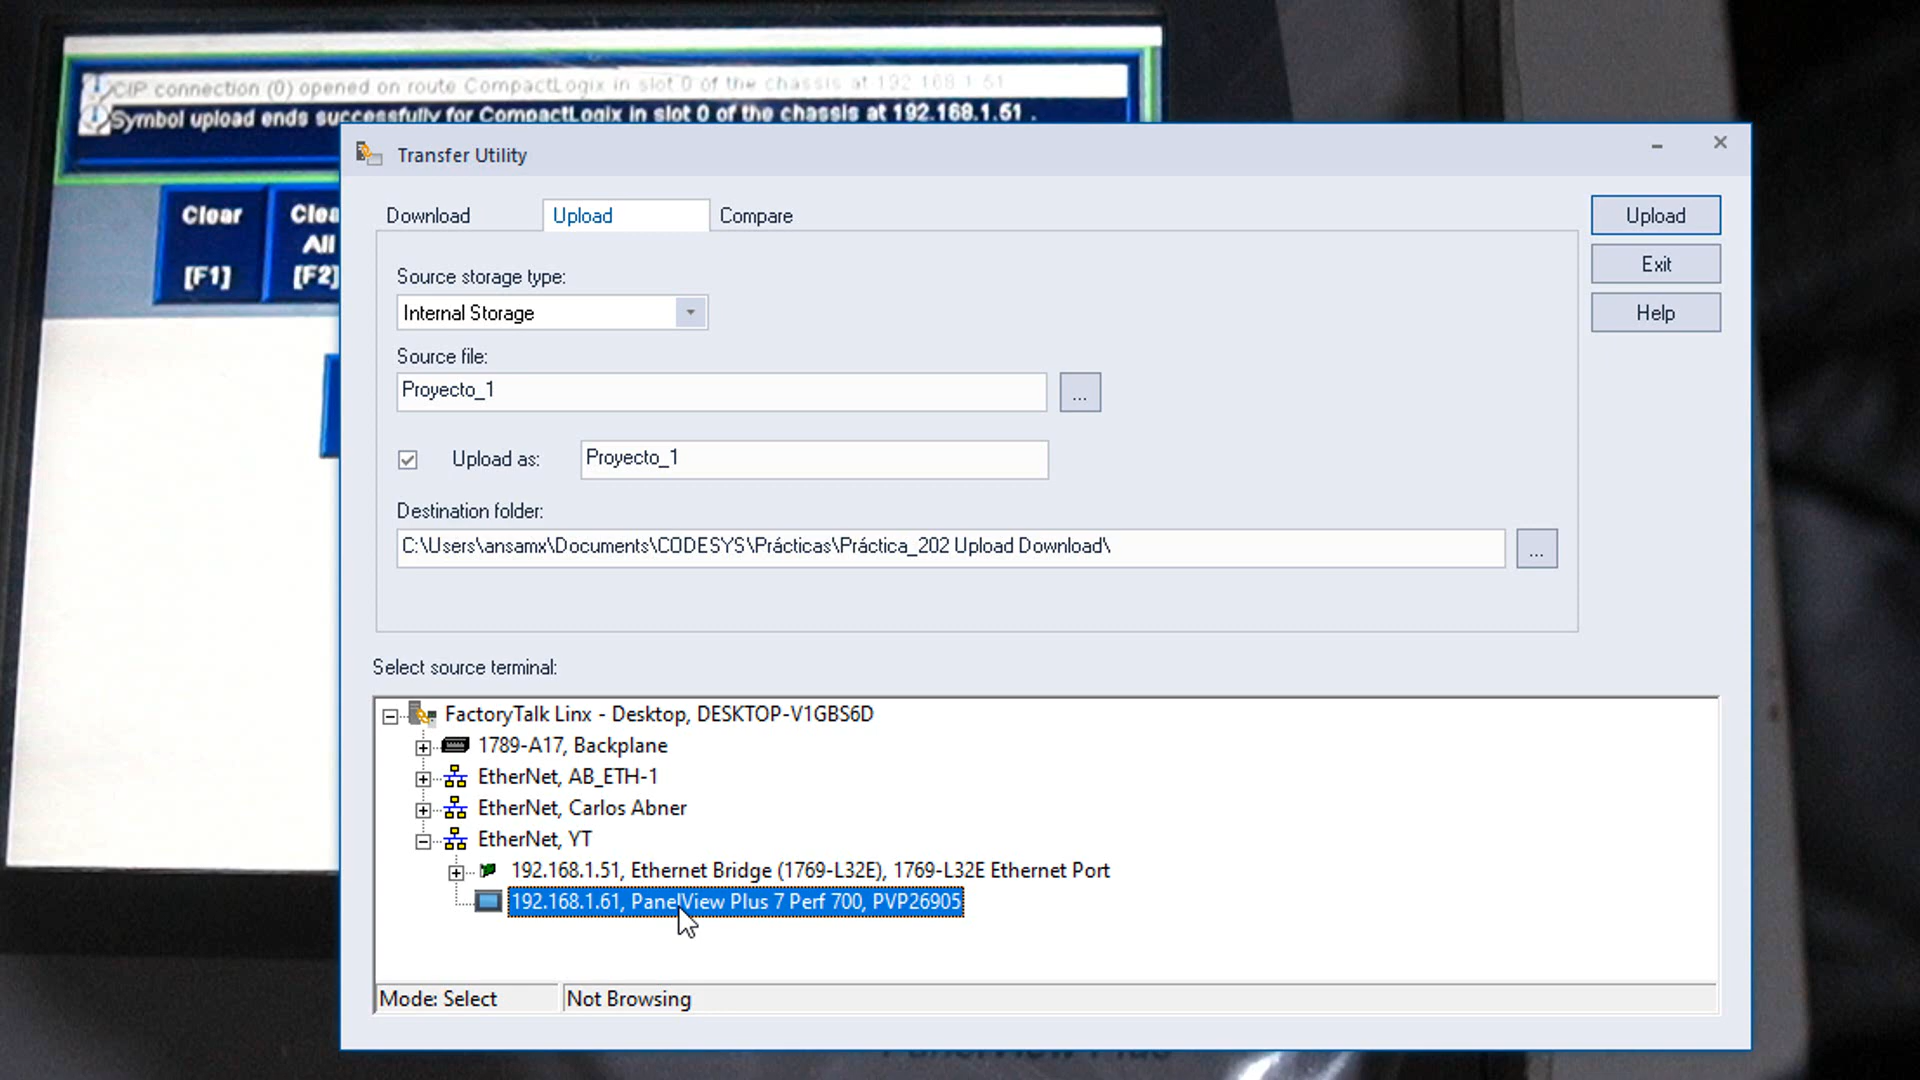 CIP connection (0) opened on route CompactLogix in slot 0 of the chassis at 192.168.1.51
Symbol upload ends successfully for CompactLogix in slot 0 of the chassis at 192.168.1.51 .
Clear
[F1]
All
[F2]
Transfer Utility
Download
Upload
Compare
Upload
Exit
Help
Source storage type:
Internal Storage
Source file:
Proyecto_1
...
Upload as:
Proyecto_1
Destination folder:
C:\Users\ansamx\Documents\CODESYS\Prácticas\Práctica_202 Upload Download\
...
Select source terminal:
FactoryTalk Linx - Desktop, DESKTOP-V1GBS6D
1789-A17, Backplane
EtherNet, AB_ETH-1
EtherNet, Carlos Abner
EtherNet, YT
192.168.1.51, Ethernet Bridge (1769-L32E), 1769-L32E Ethernet Port
192.168.1.61, PanelView Plus 7 Perf 700, PVP26905
Mode: Select
Not Browsing